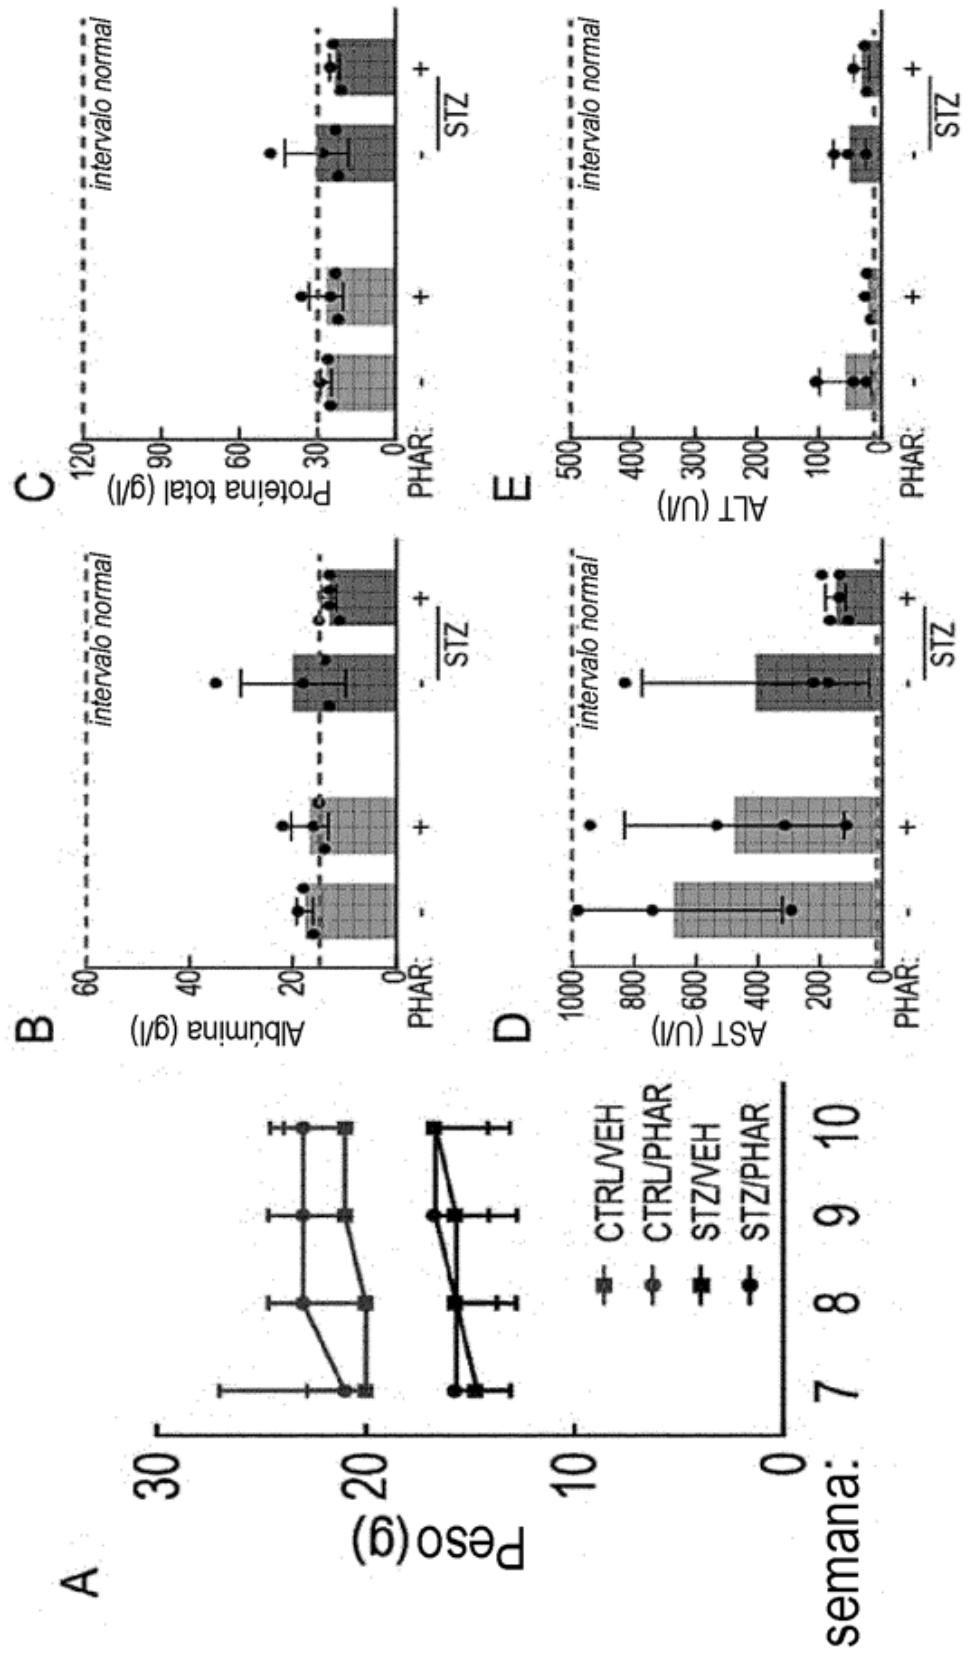 A
Peso (g)
30
20
10
0
semana:
7
8
9
10
CTRL/VEH
CTRL/PHAR
STZ/VEH
STZ/PHAR
B
Albúmina (g/l)
60
40
20
0
intervalo normal
PHAR:
-
+
-
+
STZ
C
Proteína total (g/l)
120
90
60
30
0
intervalo normal
PHAR:
-
+
-
+
STZ
D
AST (U/l)
1000
800
600
400
200
0
intervalo normal
PHAR:
-
+
-
+
STZ
E
ALT (U/l)
500
400
300
200
100
0
intervalo normal
PHAR:
-
+
-
+
STZ